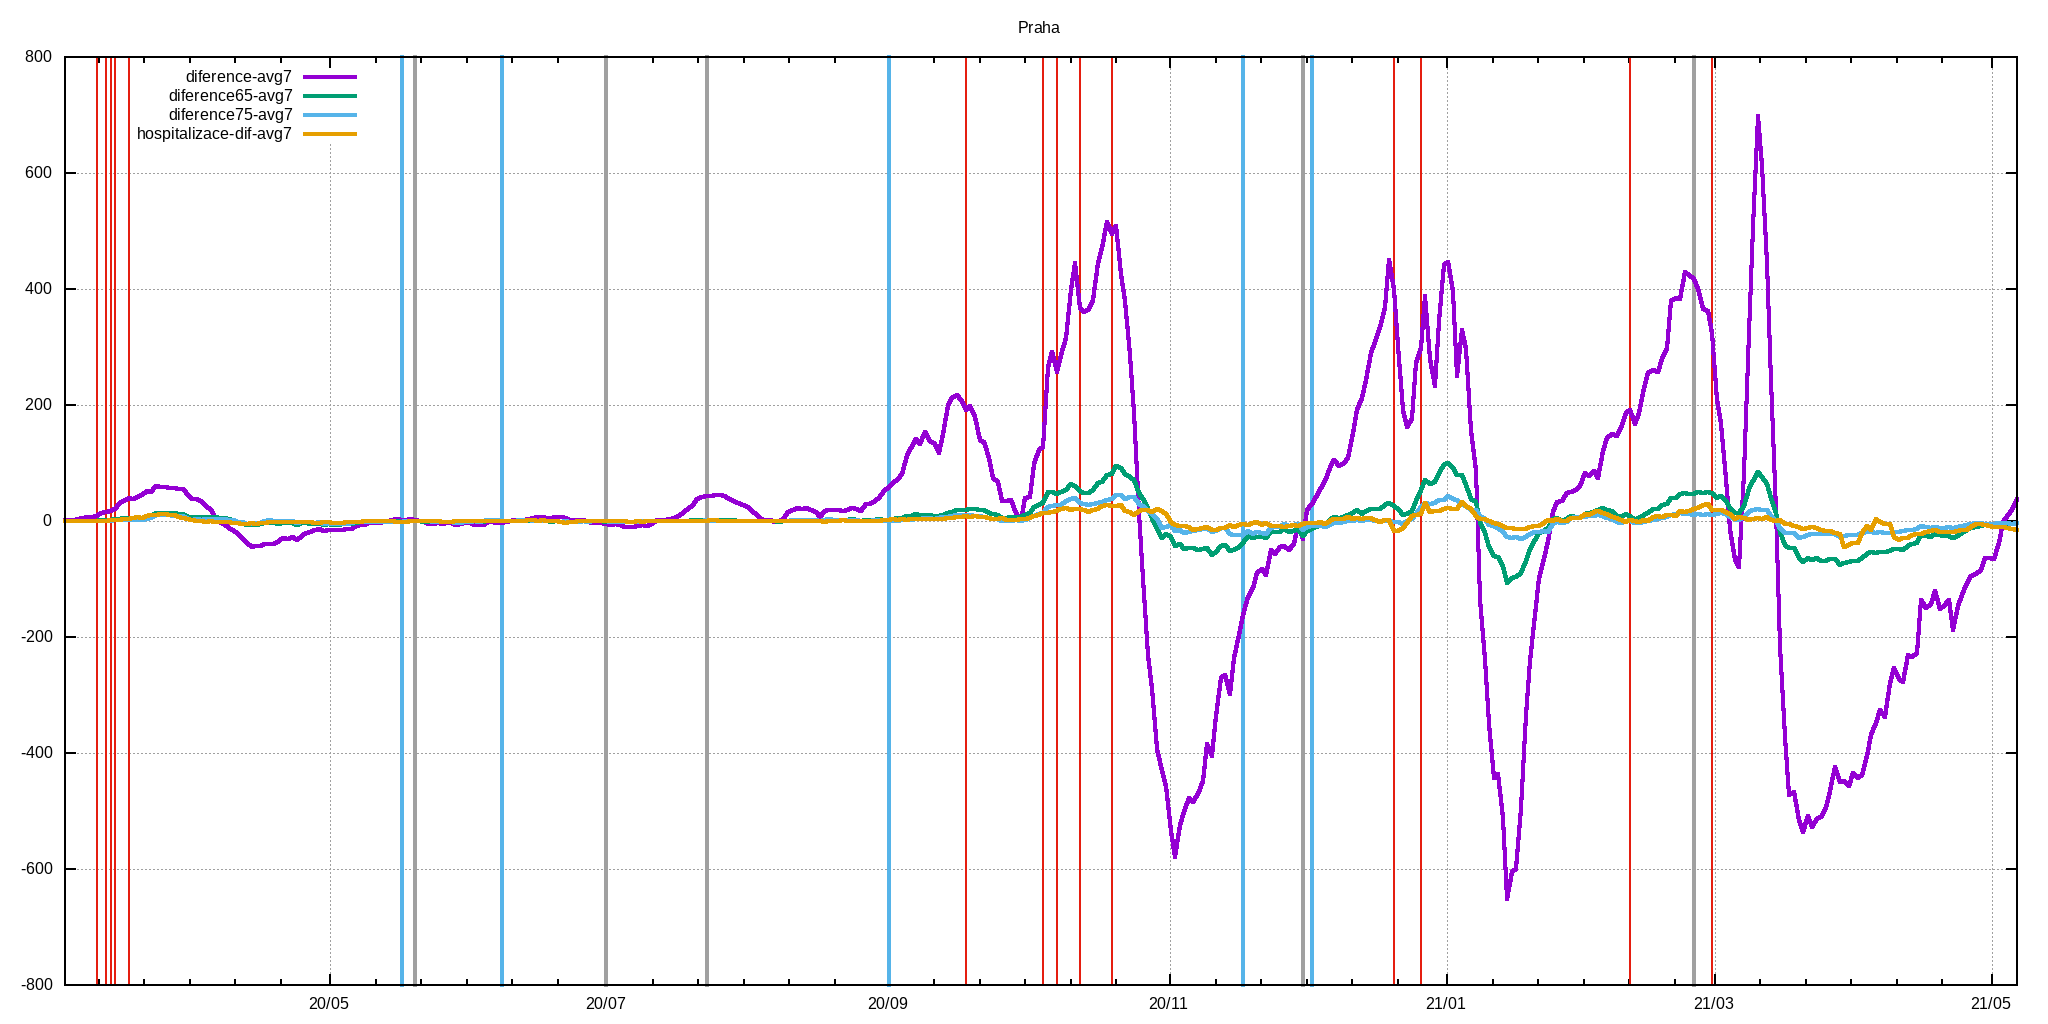 Praha
diference-avg7
diference65-avg7
diference75-avg7
hospitalizace-dif-avg7
800
600
400
200
0
-200
-400
-600
-800
20/05 20/07 20/09 20/11 21/01 21/03 21/05